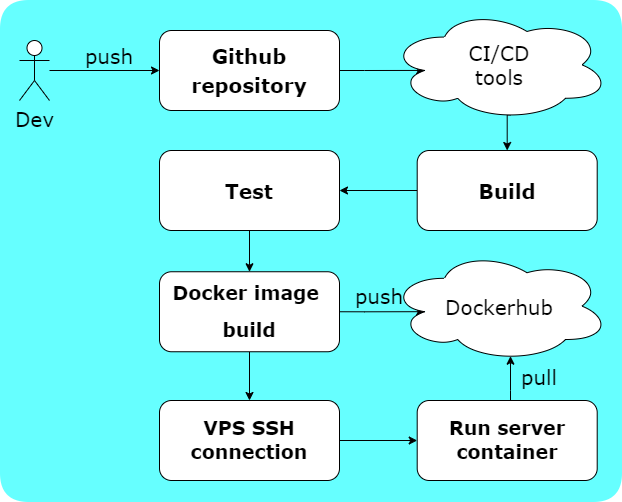 push
Github
repository
CI/CD
tools
Dev
Test
Build
Docker image
build
push
Dockerhub
pull
VPS SSH
connection
Run server
container